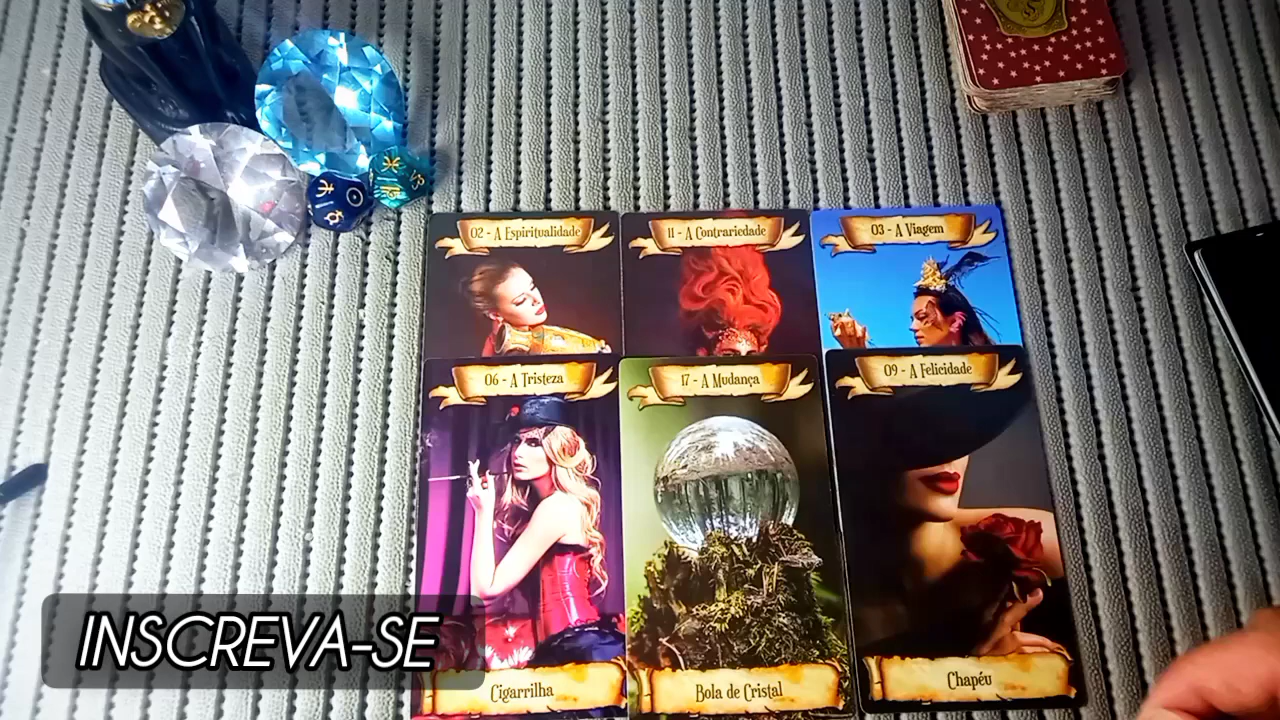 02 - A Espiritualidade
11 - A Contrariedade
03 - A Viagem
06 - A Tristeza
17 - A Mudança
09 - A Felicidade
INSCREVA-SE
Cigarrilha
Bola de Cristal
Chapéu